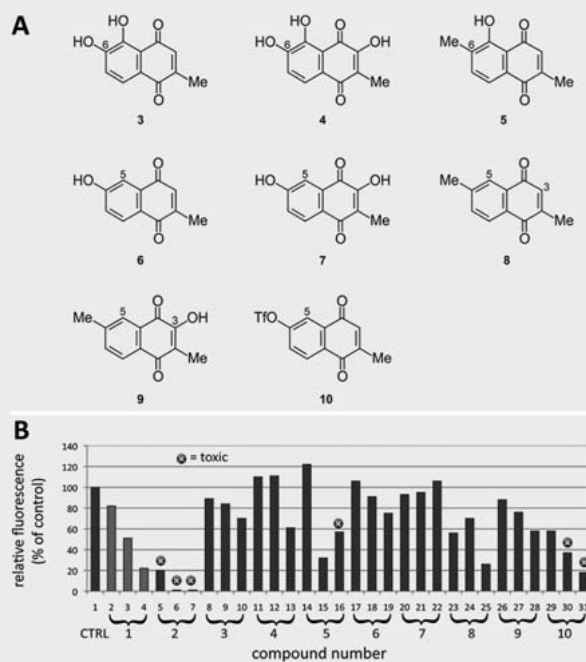 A
OH O OH O OH O
HO 6 HO 6 OH Me 6
Me Me Me
O O O
3 4 5
O O O
HO 5 HO 5 OH Me 5 3
Me Me Me
O O O
6 7 8
O O
Me 5 3 OH TfO 5
Me Me
O O
9 10
B
relative fluorescence
(% of control)
140
120
100
80
60
40
20
0
x = toxic
x
x x
x
x
x
1 2 3 4 5 6 7 8 9 10 11 12 13 14 15 16 17 18 19 20 21 22 23 24 25 26 27 28 29 30 31
CTRL 1 2 3 4 5 6 7 8 9 10
compound number